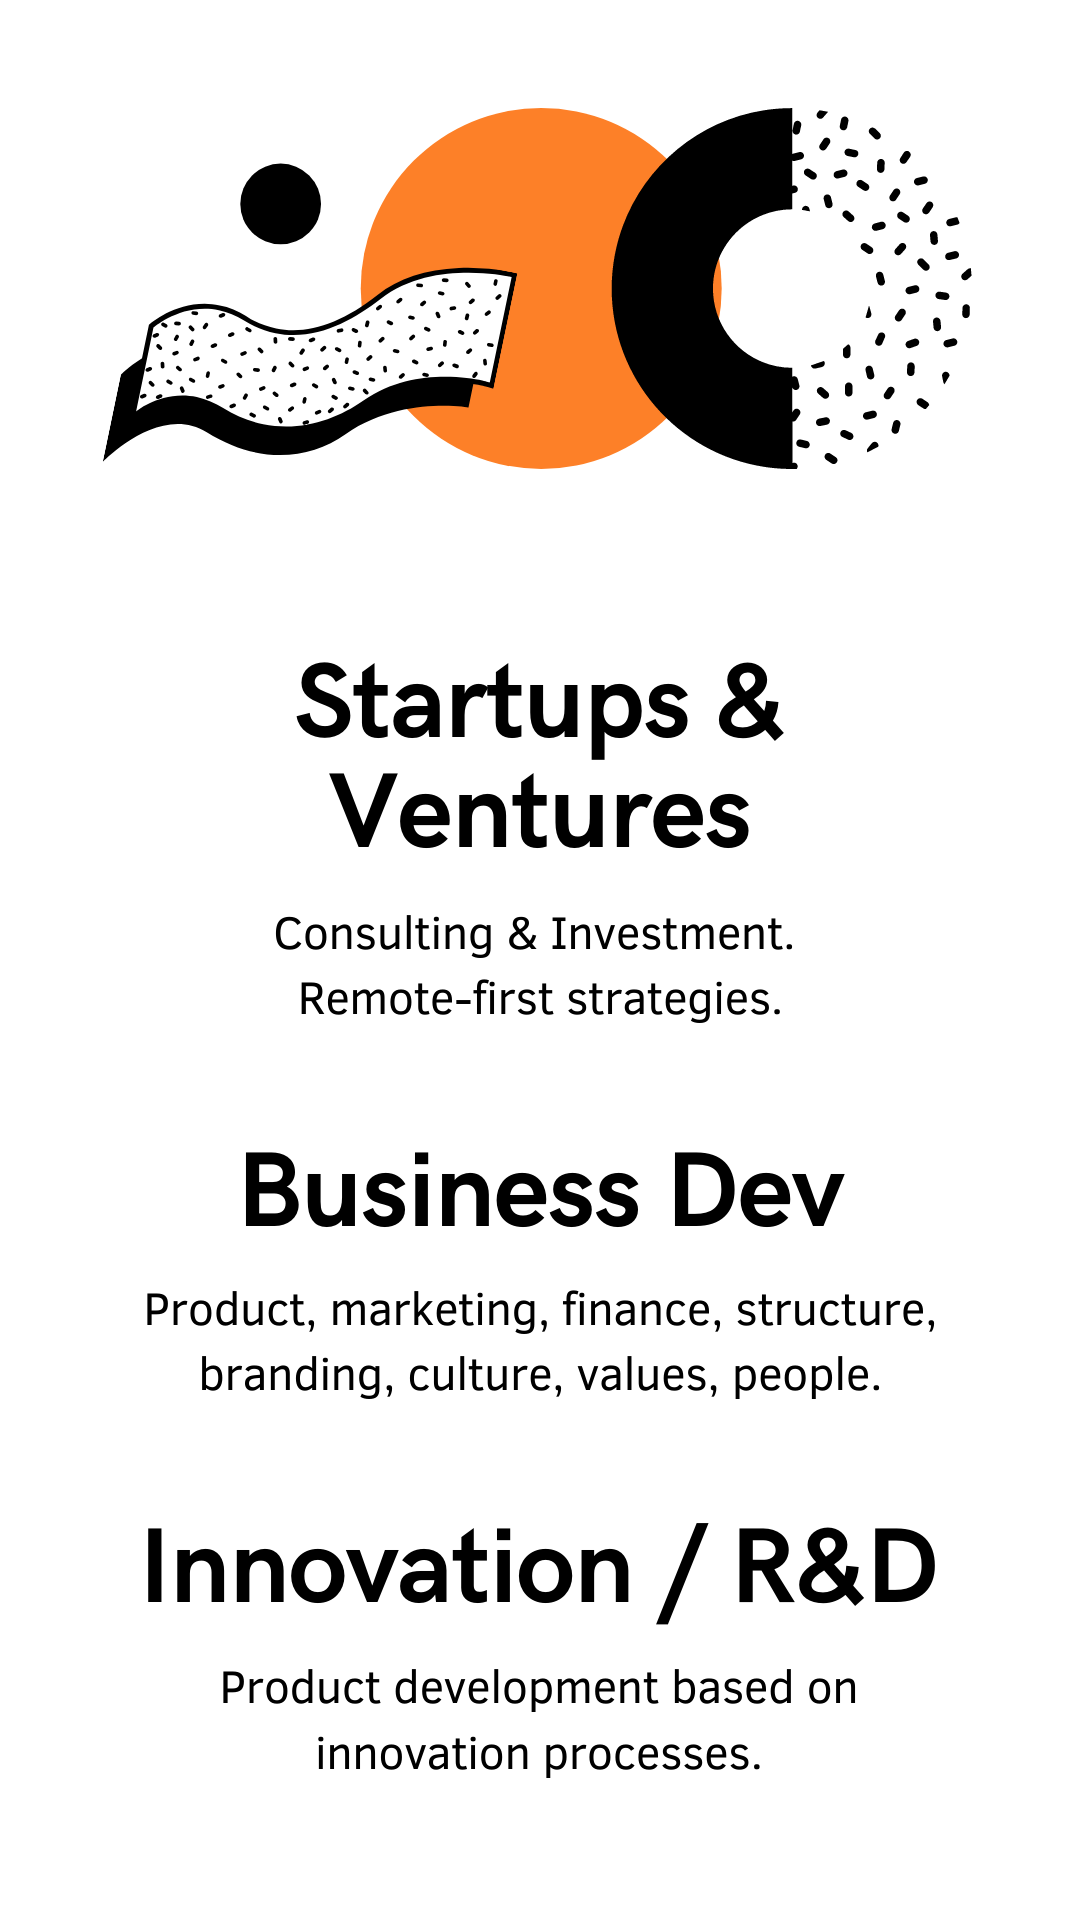 Startups &
Ventures
Consulting & Investment.
Remote-first strategies.
Business Dev
Product, marketing, finance, structure,
branding, culture, values, people.
Innovation / R&D
Product development based on
innovation processes.